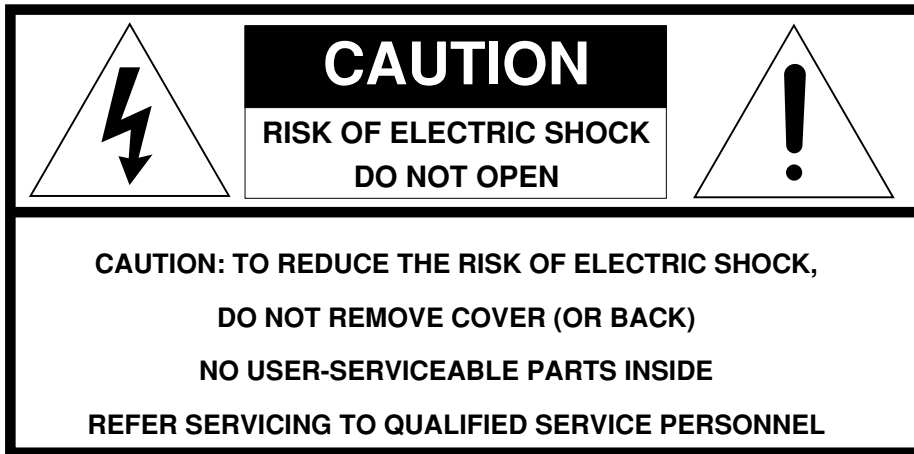 CAUTION
RISK OF ELECTRIC SHOCK
DO NOT OPEN
CAUTION: TO REDUCE THE RISK OF ELECTRIC SHOCK,
DO NOT REMOVE COVER (OR BACK)
NO USER-SERVICEABLE PARTS INSIDE
REFER SERVICING TO QUALIFIED SERVICE PERSONNEL